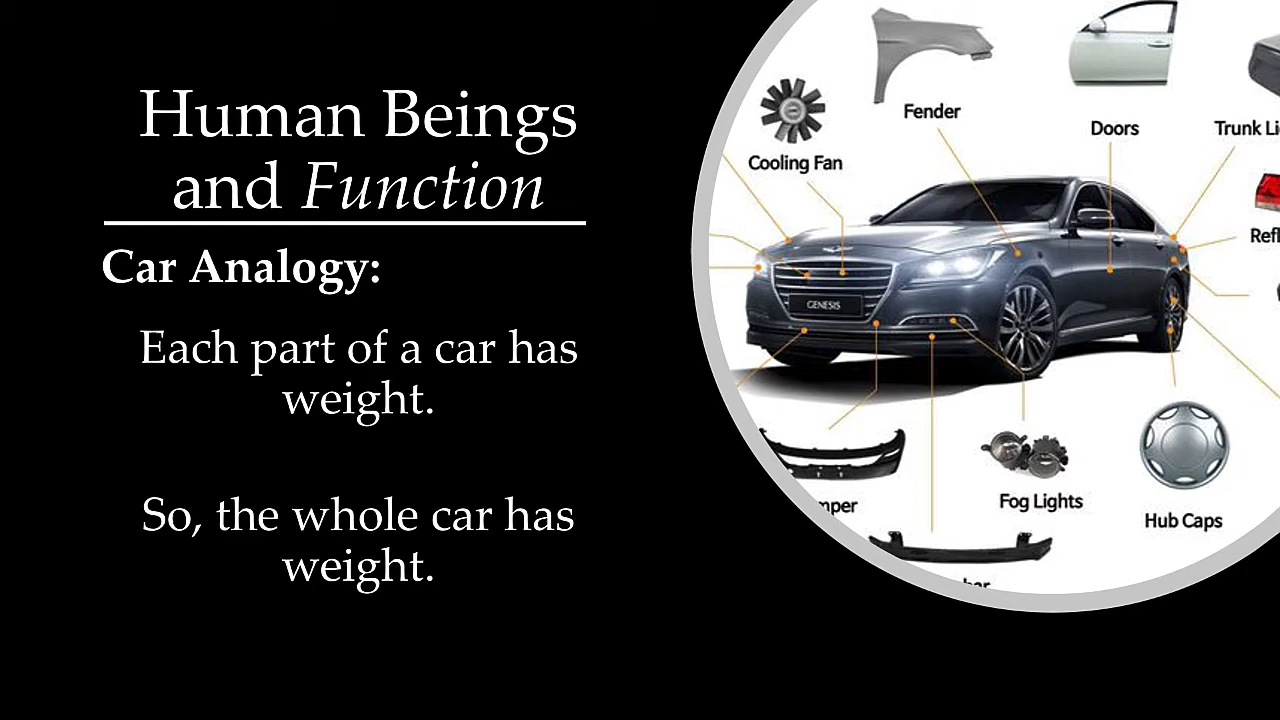 Human Beings
and Function
Car Analogy:
Each part of a car has
weight.
So, the whole car has
weight.
Fender
Doors
Cooling Fan
GENESIS
Fog Lights
Hub Caps